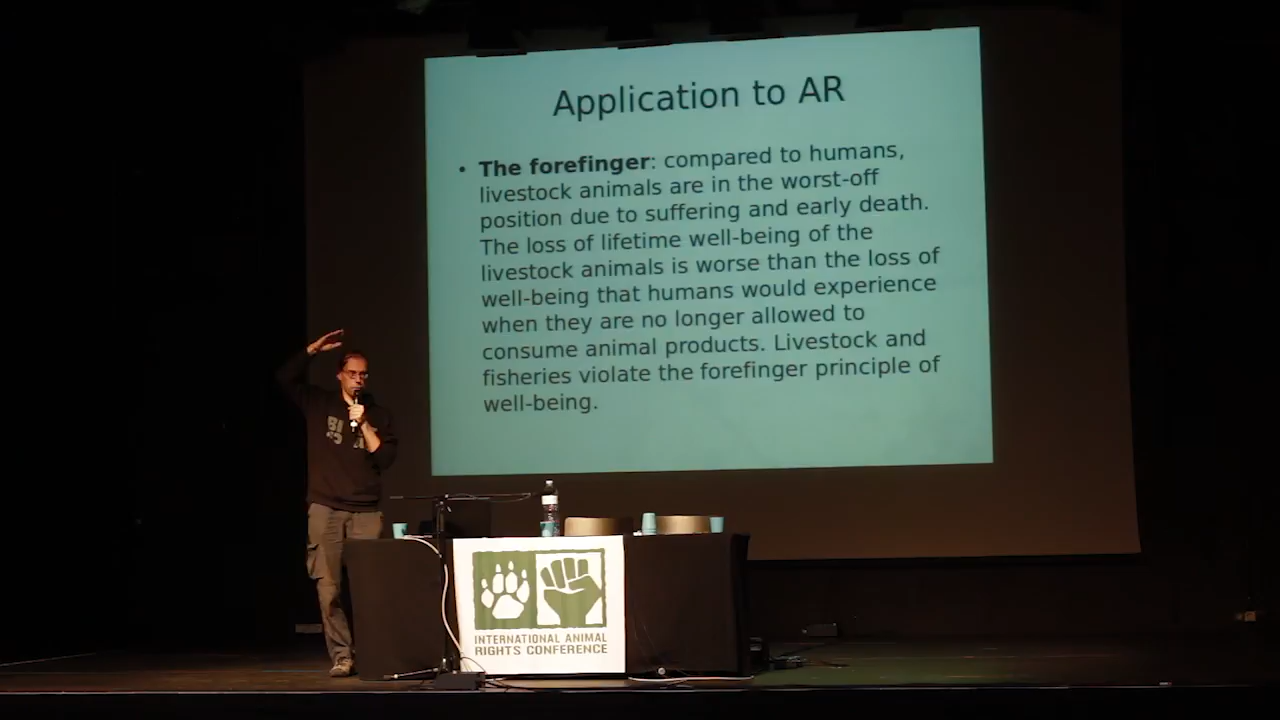 Application to AR
• The forefinger: compared to humans,
livestock animals are in the worst-off
position due to suffering and early death.
The loss of lifetime well-being of the
livestock animals is worse than the loss of
well-being that humans would experience
when they are no longer allowed to
consume animal products. Livestock and
fisheries violate the forefinger principle of
well-being.
INTERNATIONAL ANIMAL
RIGHTS CONFERENCE